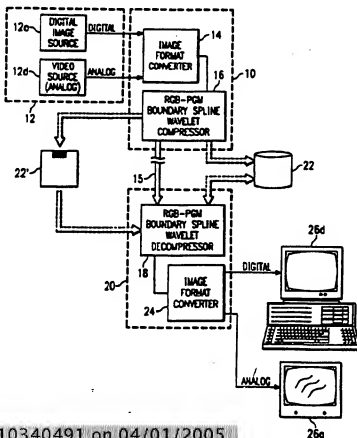 12c
DIGITAL
IMAGE
SOURCE
DIGITAL
14
IMAGE
FORMAT
CONVERTER
12d
VIDEO
SOURCE
(ANALOG)
ANALOG
12
16
10
RGB-PGM
BOUNDARY SPLINE
WAVELET
COMPRESSOR
22'
15
22
RGB-PGM
BOUNDARY SPLINE
WAVELET
DECOMPRESSOR
18
20
IMAGE
FORMAT
CONVERTER
24
DIGITAL
26d
ANALOG
26a
10340491 on 04/01/2005